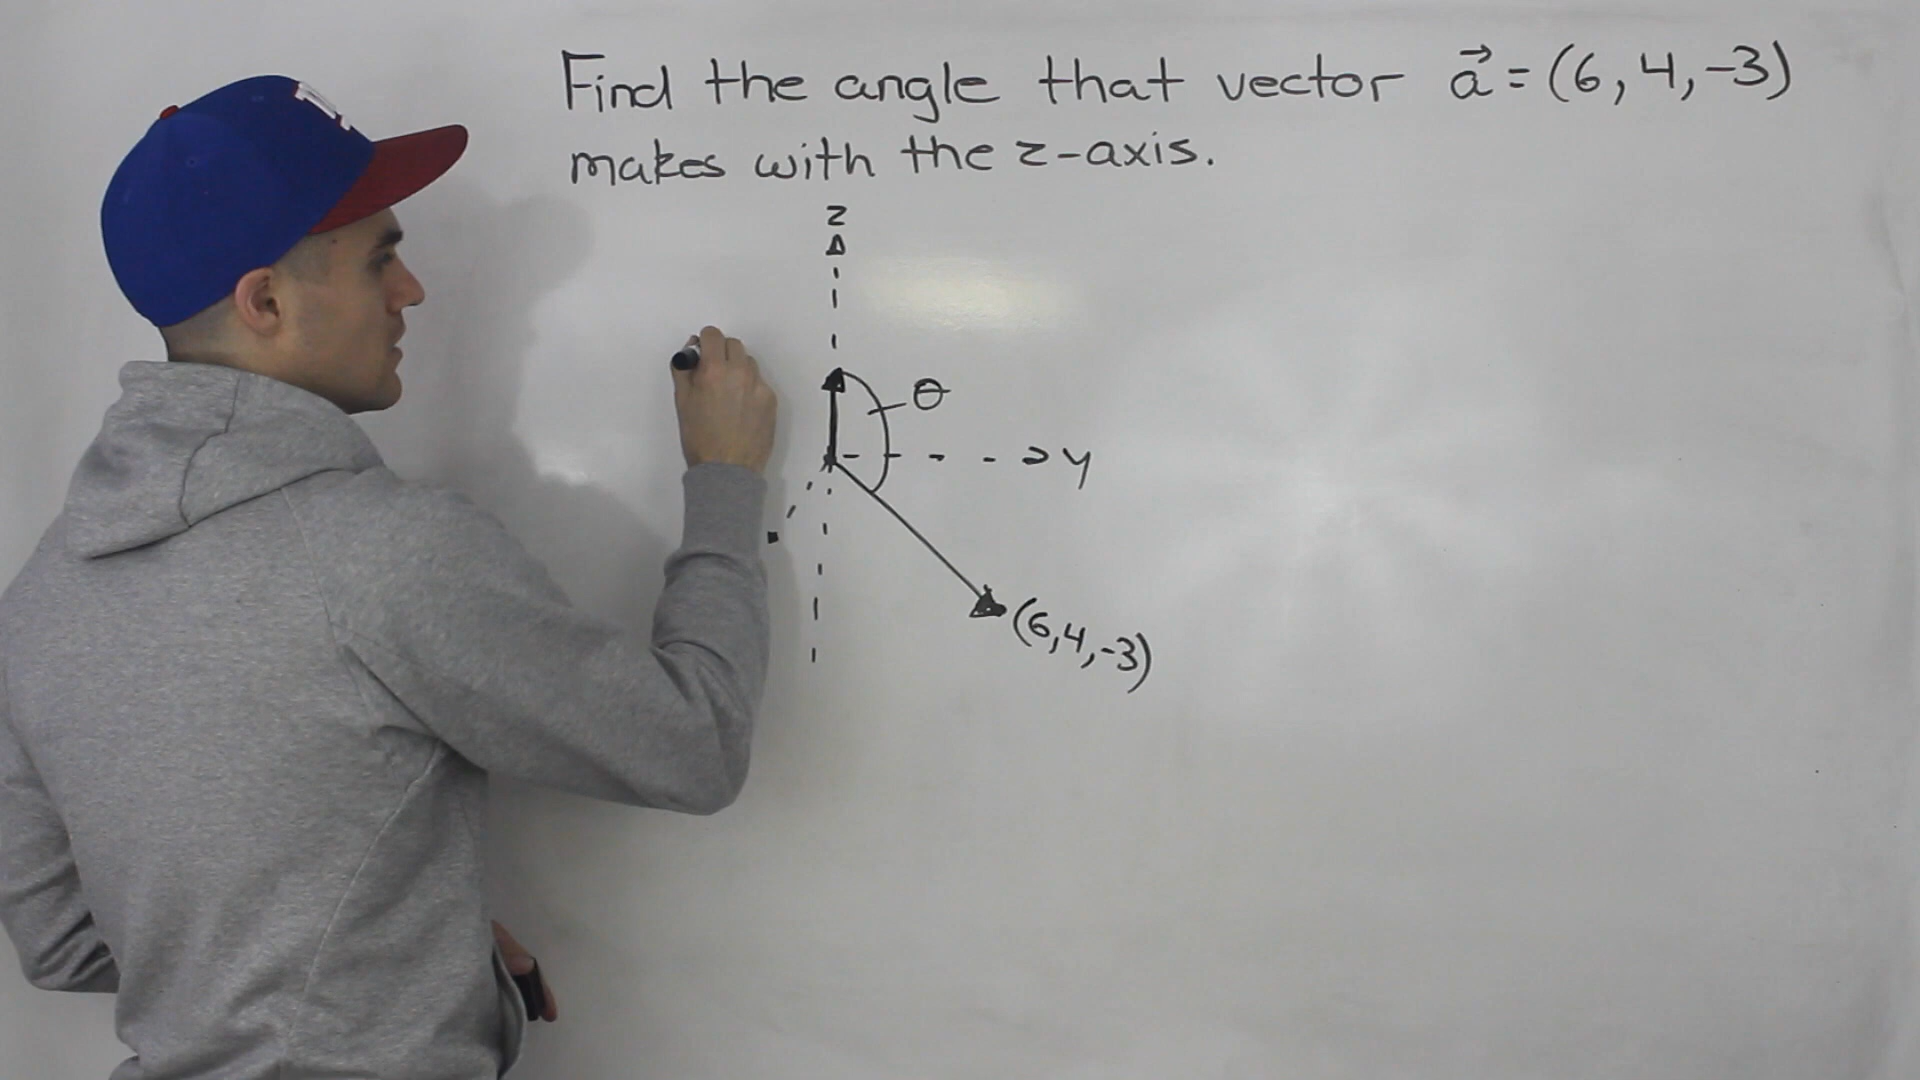 Find the angle that vector a⃗ = (6, 4, -3)
makes with the z-axis.
z
θ
y
(6,4,-3)